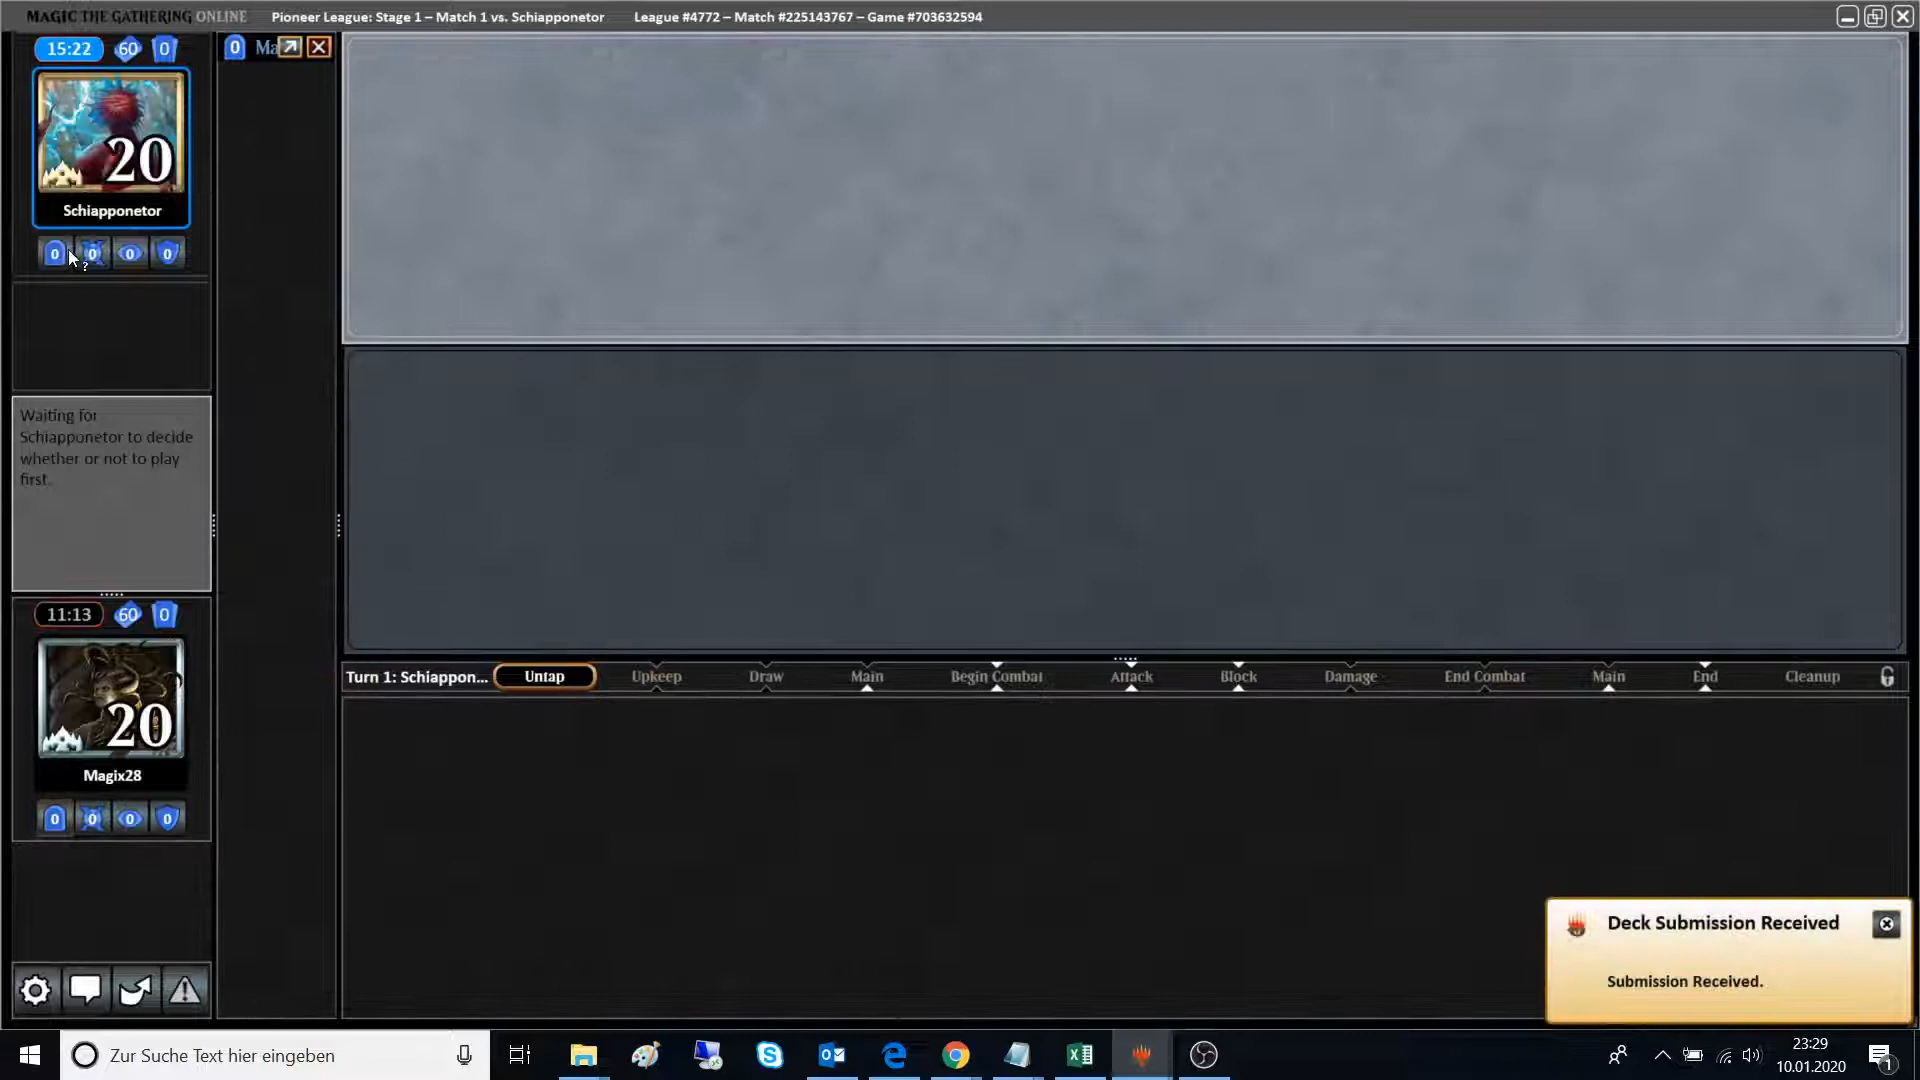 MAGIC THE GATHERING ONLINE Pioneer League: Stage 1 – Match 1 vs. Schiapponetor League #4772 – Match #225143767 – Game #703632594
15:22 60 0
0 Ma
20
Schiapponetor
0 0 0 0
Waiting for
Schiapponetor to decide
whether or not to play
first.
11:13 60 0
20
Magix28
0 0 0 0
Turn 1: Schiappon... Untap Upkeep Draw Main Begin Combat Attack Block Damage End Combat Main End Cleanup
Deck Submission Received
Submission Received.
Zur Suche Text hier eingeben
23:29
10.01.2020
1